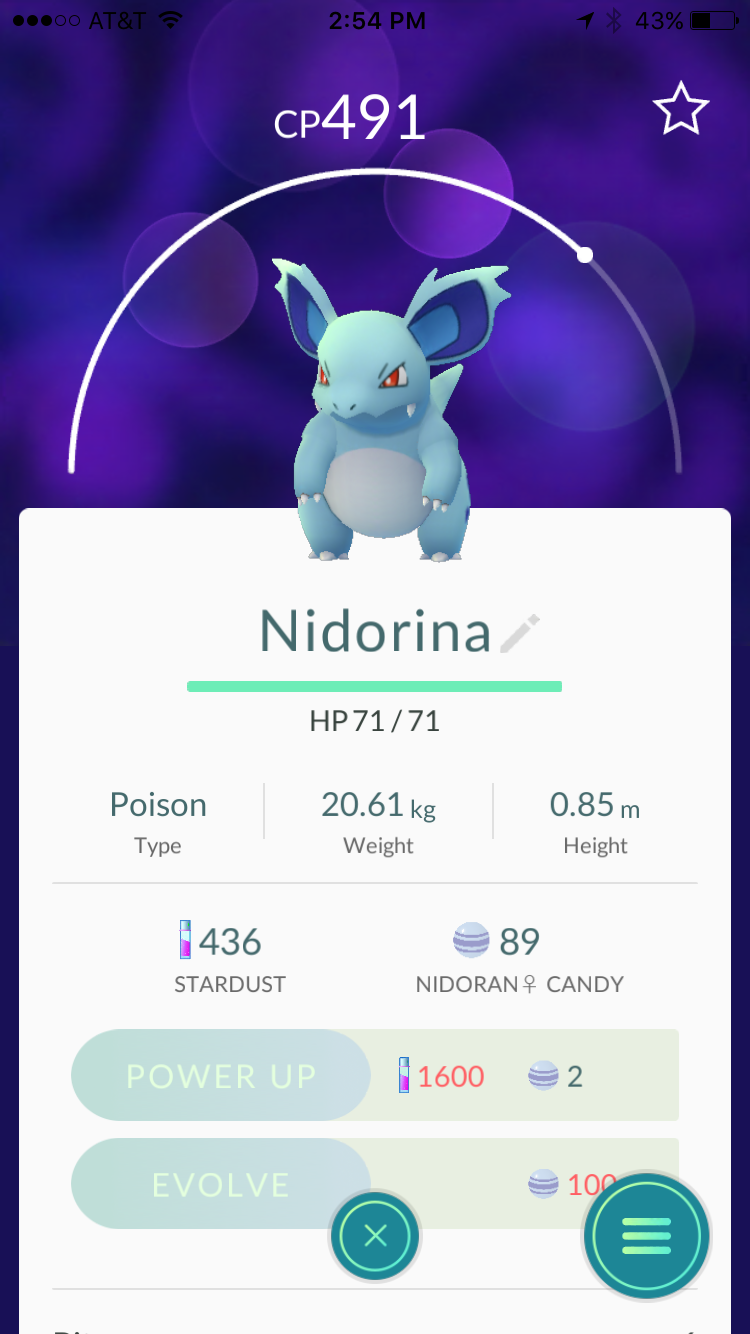 AT&T 2:54 PM 43%
CP491
Nidorina
HP 71 / 71
Poison 20.61 kg 0.85 m
Type Weight Height
436 89
STARDUST NIDORAN♀ CANDY
POWER UP 1600 2
EVOLVE 100